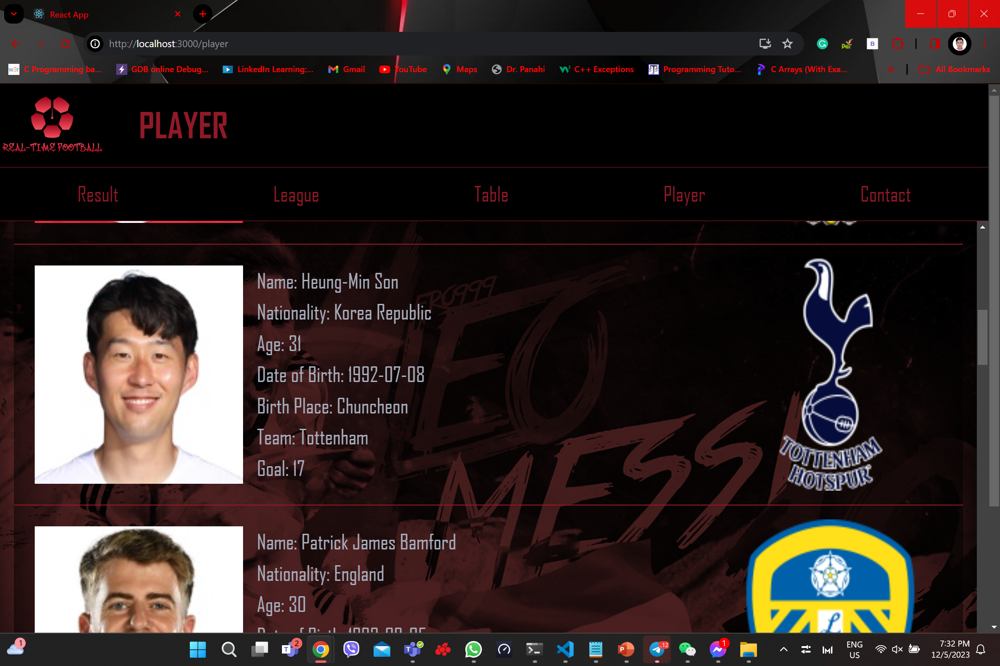 React App
http://localhost:3000/player
B
w3r C Programming ba...
GDB online Debug...
LinkedIn Learning:...
Gmail
YouTube
Maps
Dr. Panahi
C++ Exceptions
Programming Tuto...
C Arrays (With Exa...
All Bookmarks
REAL-TIME FOOTBALL
PLAYER
Result
League
Table
Player
Contact
Name: Heung-Min Son
Nationality: Korea Republic
Age: 31
Date of Birth: 1992-07-08
Birth Place: Chuncheon
Team: Tottenham
Goal: 17
TOTTENHAM
HOTSPUR
LEO
MESSI
Name: Patrick James Bamford
Nationality: England
Age: 30
1
2
..12
1
ENG
US
7:32 PM
12/5/2023